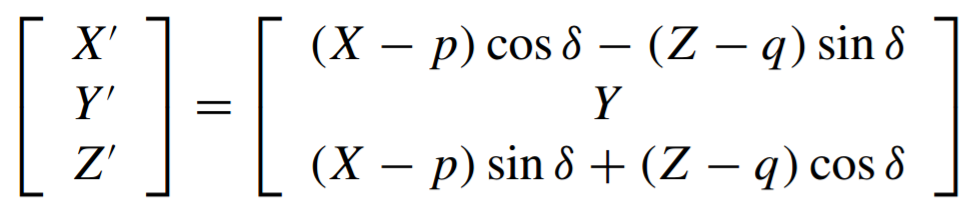 X′ (X − p) cos δ − (Z − q) sin δ
Y′ = Y
Z′ (X − p) sin δ + (Z − q) cos δ